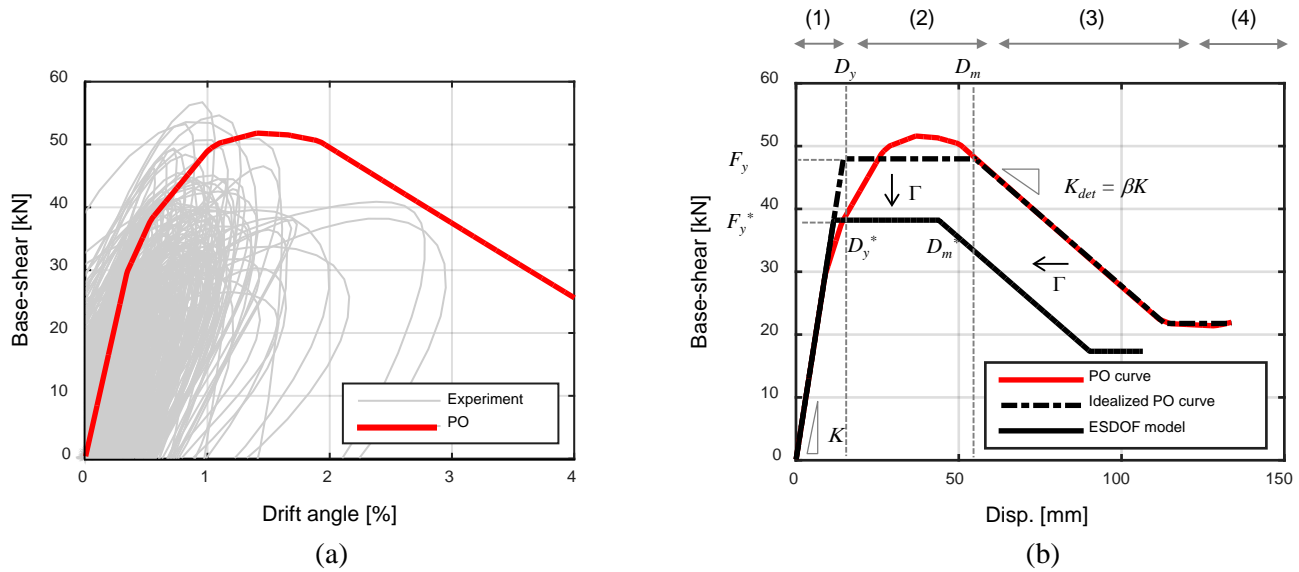 60
50
40
30
20
10
0
0
1
2
3
4
Base-shear [kN]
Drift angle [%]
Experiment
PO
(a)
(1)
(2)
(3)
(4)
D_y
D_m
60
50
40
30
20
10
0
F_y
F_y^*
Γ
D_y^*
D_m^*
Γ
K_det = βK
K
0
50
100
150
Base-shear [kN]
Disp. [mm]
PO curve
Idealized PO curve
ESDOF model
(b)